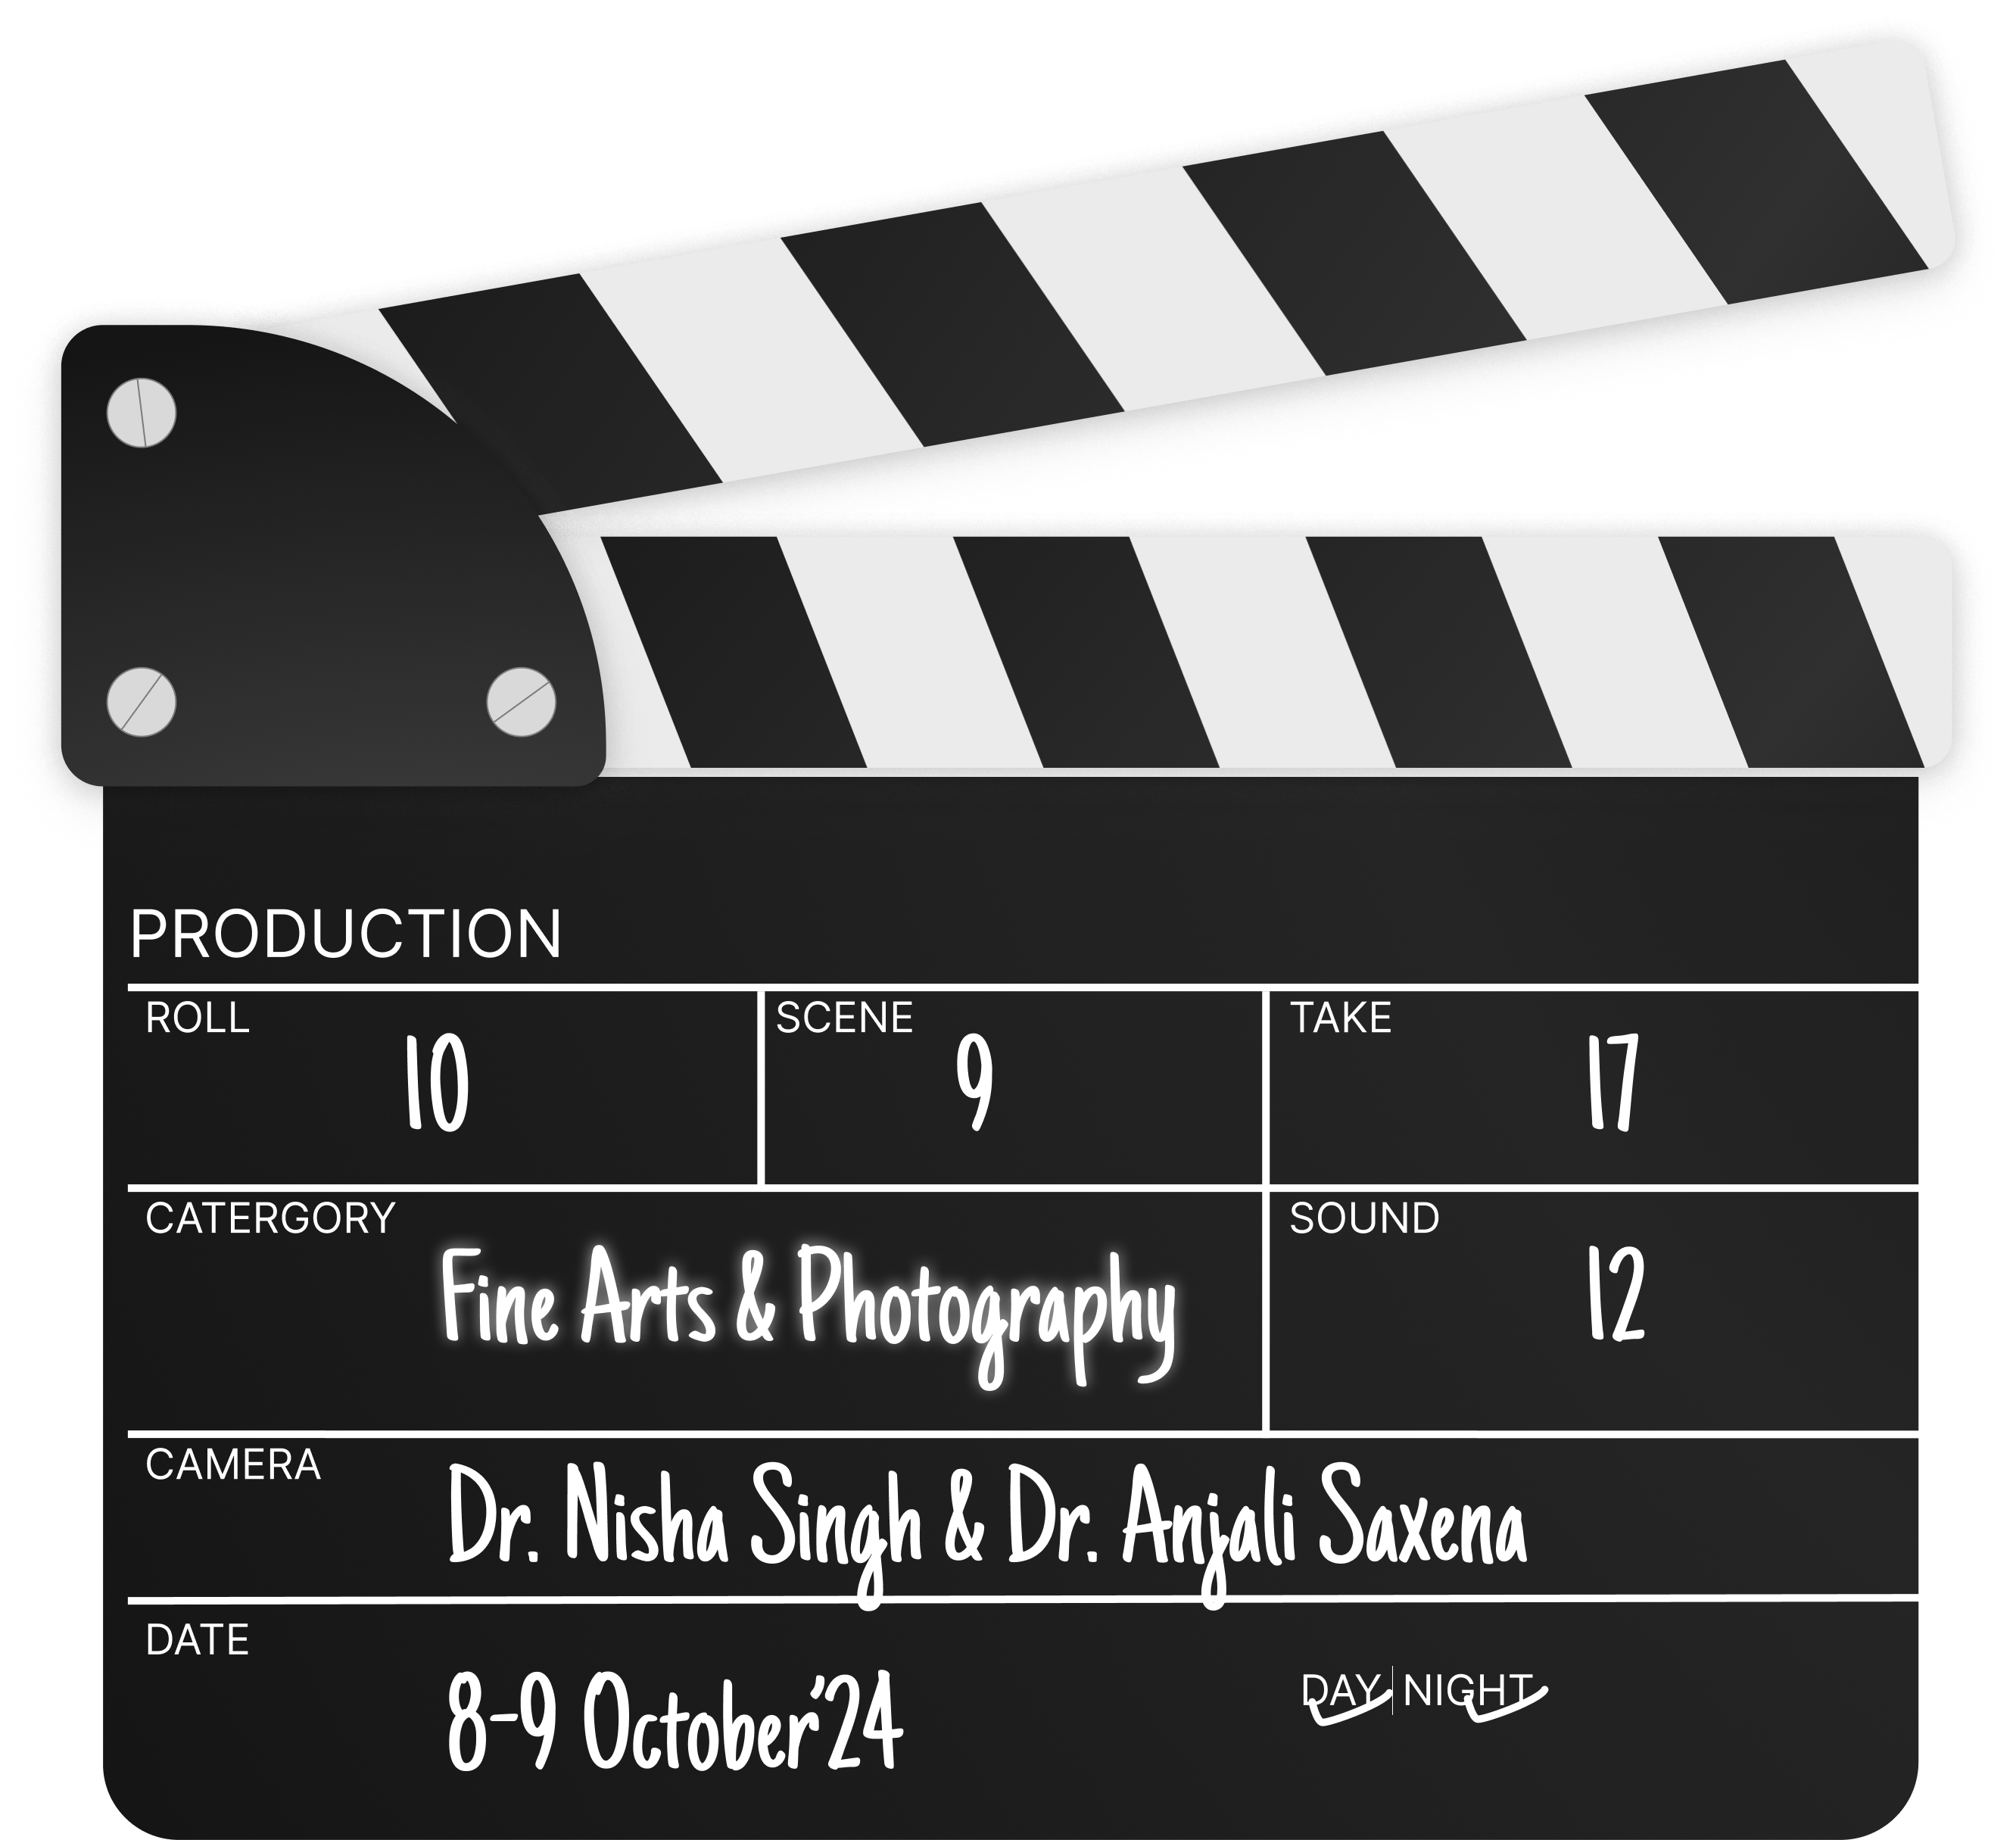 PRODUCTION
ROLL
10
SCENE
9
TAKE
17
CATERGORY
Fine Arts & Photography
SOUND
12
CAMERA
Dr. Nisha Singh & Dr. Anjali Saxena
DATE
8-9 October'24
DAY NIGHT